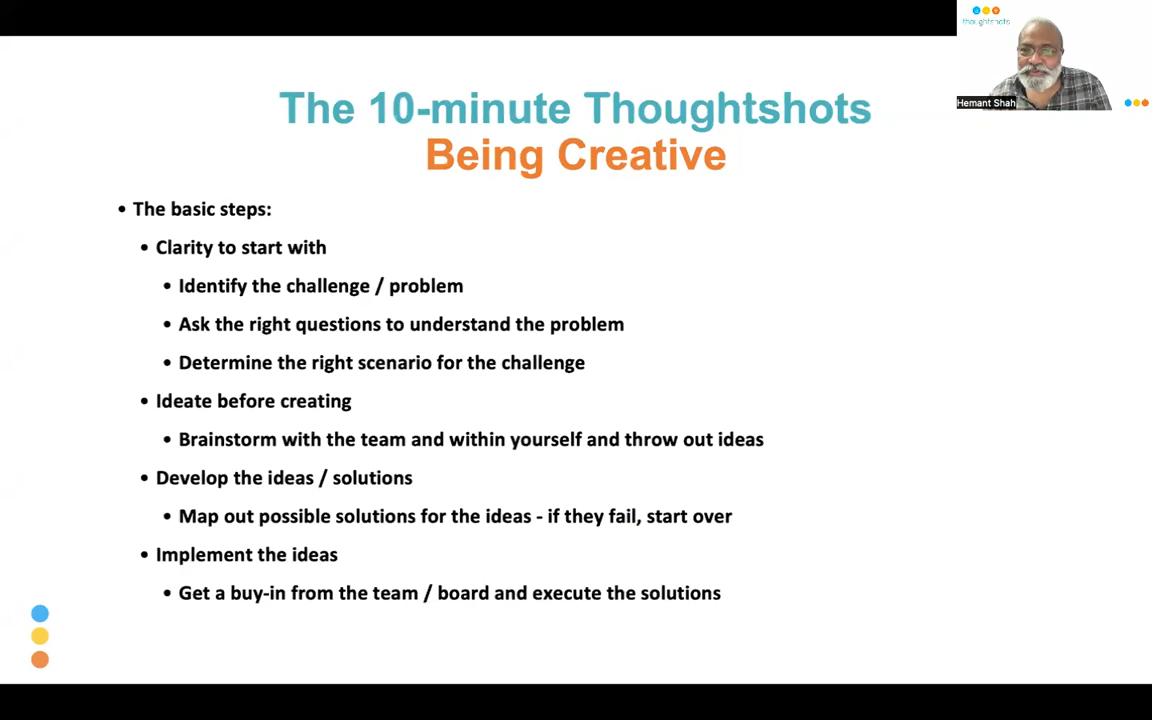 thoughtshots
Hemant Shah
The 10-minute Thoughtshots
Being Creative
• The basic steps:
• Clarity to start with
• Identify the challenge / problem
• Ask the right questions to understand the problem
• Determine the right scenario for the challenge
• Ideate before creating
• Brainstorm with the team and within yourself and throw out ideas
• Develop the ideas / solutions
• Map out possible solutions for the ideas - if they fail, start over
• Implement the ideas
• Get a buy-in from the team / board and execute the solutions